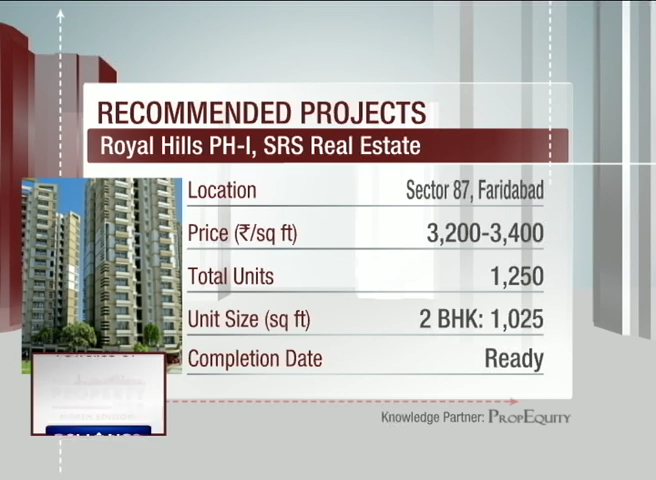 RECOMMENDED PROJECTS
Royal Hills PH-I, SRS Real Estate
Location Sector 87, Faridabad
Price (₹/sq ft) 3,200-3,400
Total Units 1,250
Unit Size (sq ft) 2 BHK: 1,025
Completion Date Ready
PROPERTY
Knowledge Partner: PROPEQUITY